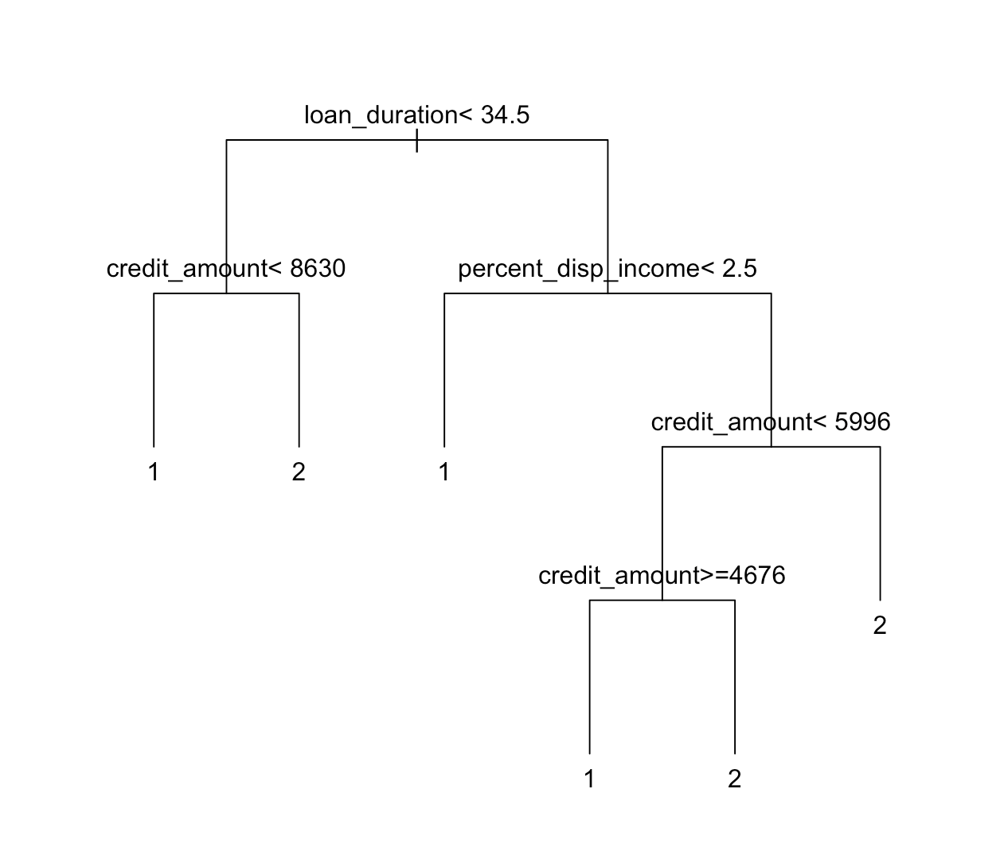 loan_duration< 34.5
credit_amount< 8630
percent_disp_income< 2.5
credit_amount< 5996
1
2
1
credit_amount>=4676
2
1
2